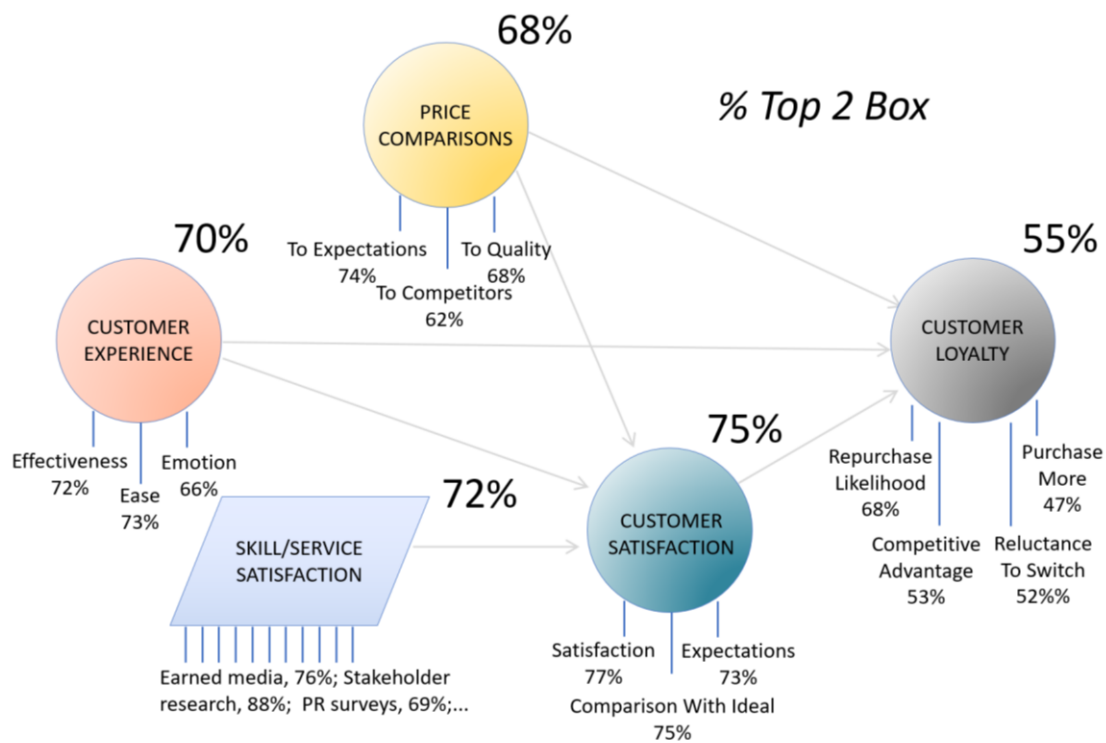 68%
% Top 2 Box
PRICE
COMPARISONS
To Expectations
74%
To Quality
68%
To Competitors
62%
70%
CUSTOMER
EXPERIENCE
Effectiveness
72%
Ease
73%
Emotion
66%
55%
CUSTOMER
LOYALTY
Repurchase
Likelihood
68%
Competitive
Advantage
53%
Reluctance
To Switch
52%%
Purchase
More
47%
72%
SKILL/SERVICE
SATISFACTION
Earned media, 76%; Stakeholder
research, 88%; PR surveys, 69%;...
75%
CUSTOMER
SATISFACTION
Satisfaction
77%
Expectations
73%
Comparison With Ideal
75%